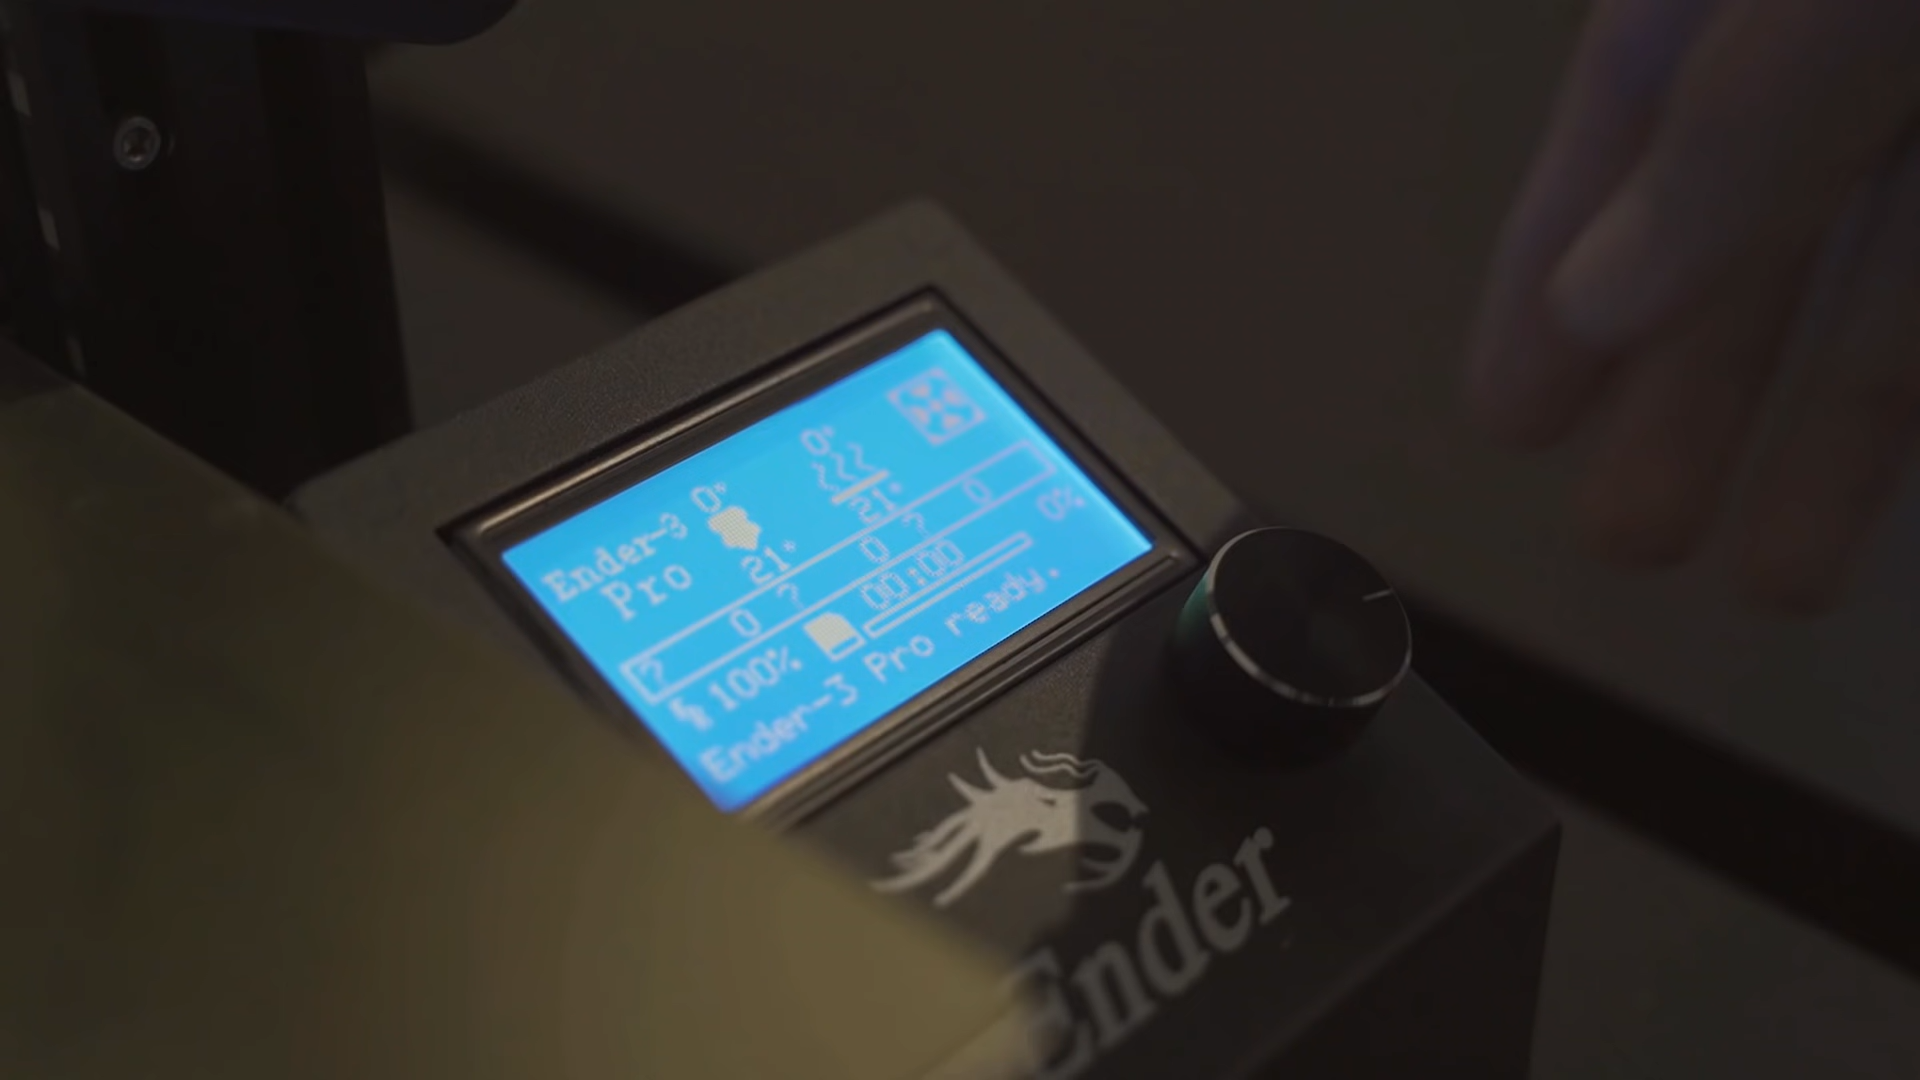 0° 0°
Ender-3
Pro
21° 21° 0%
? 0 ? 0 ? 0
100% 00:00
Ender-3 Pro ready.
Ender